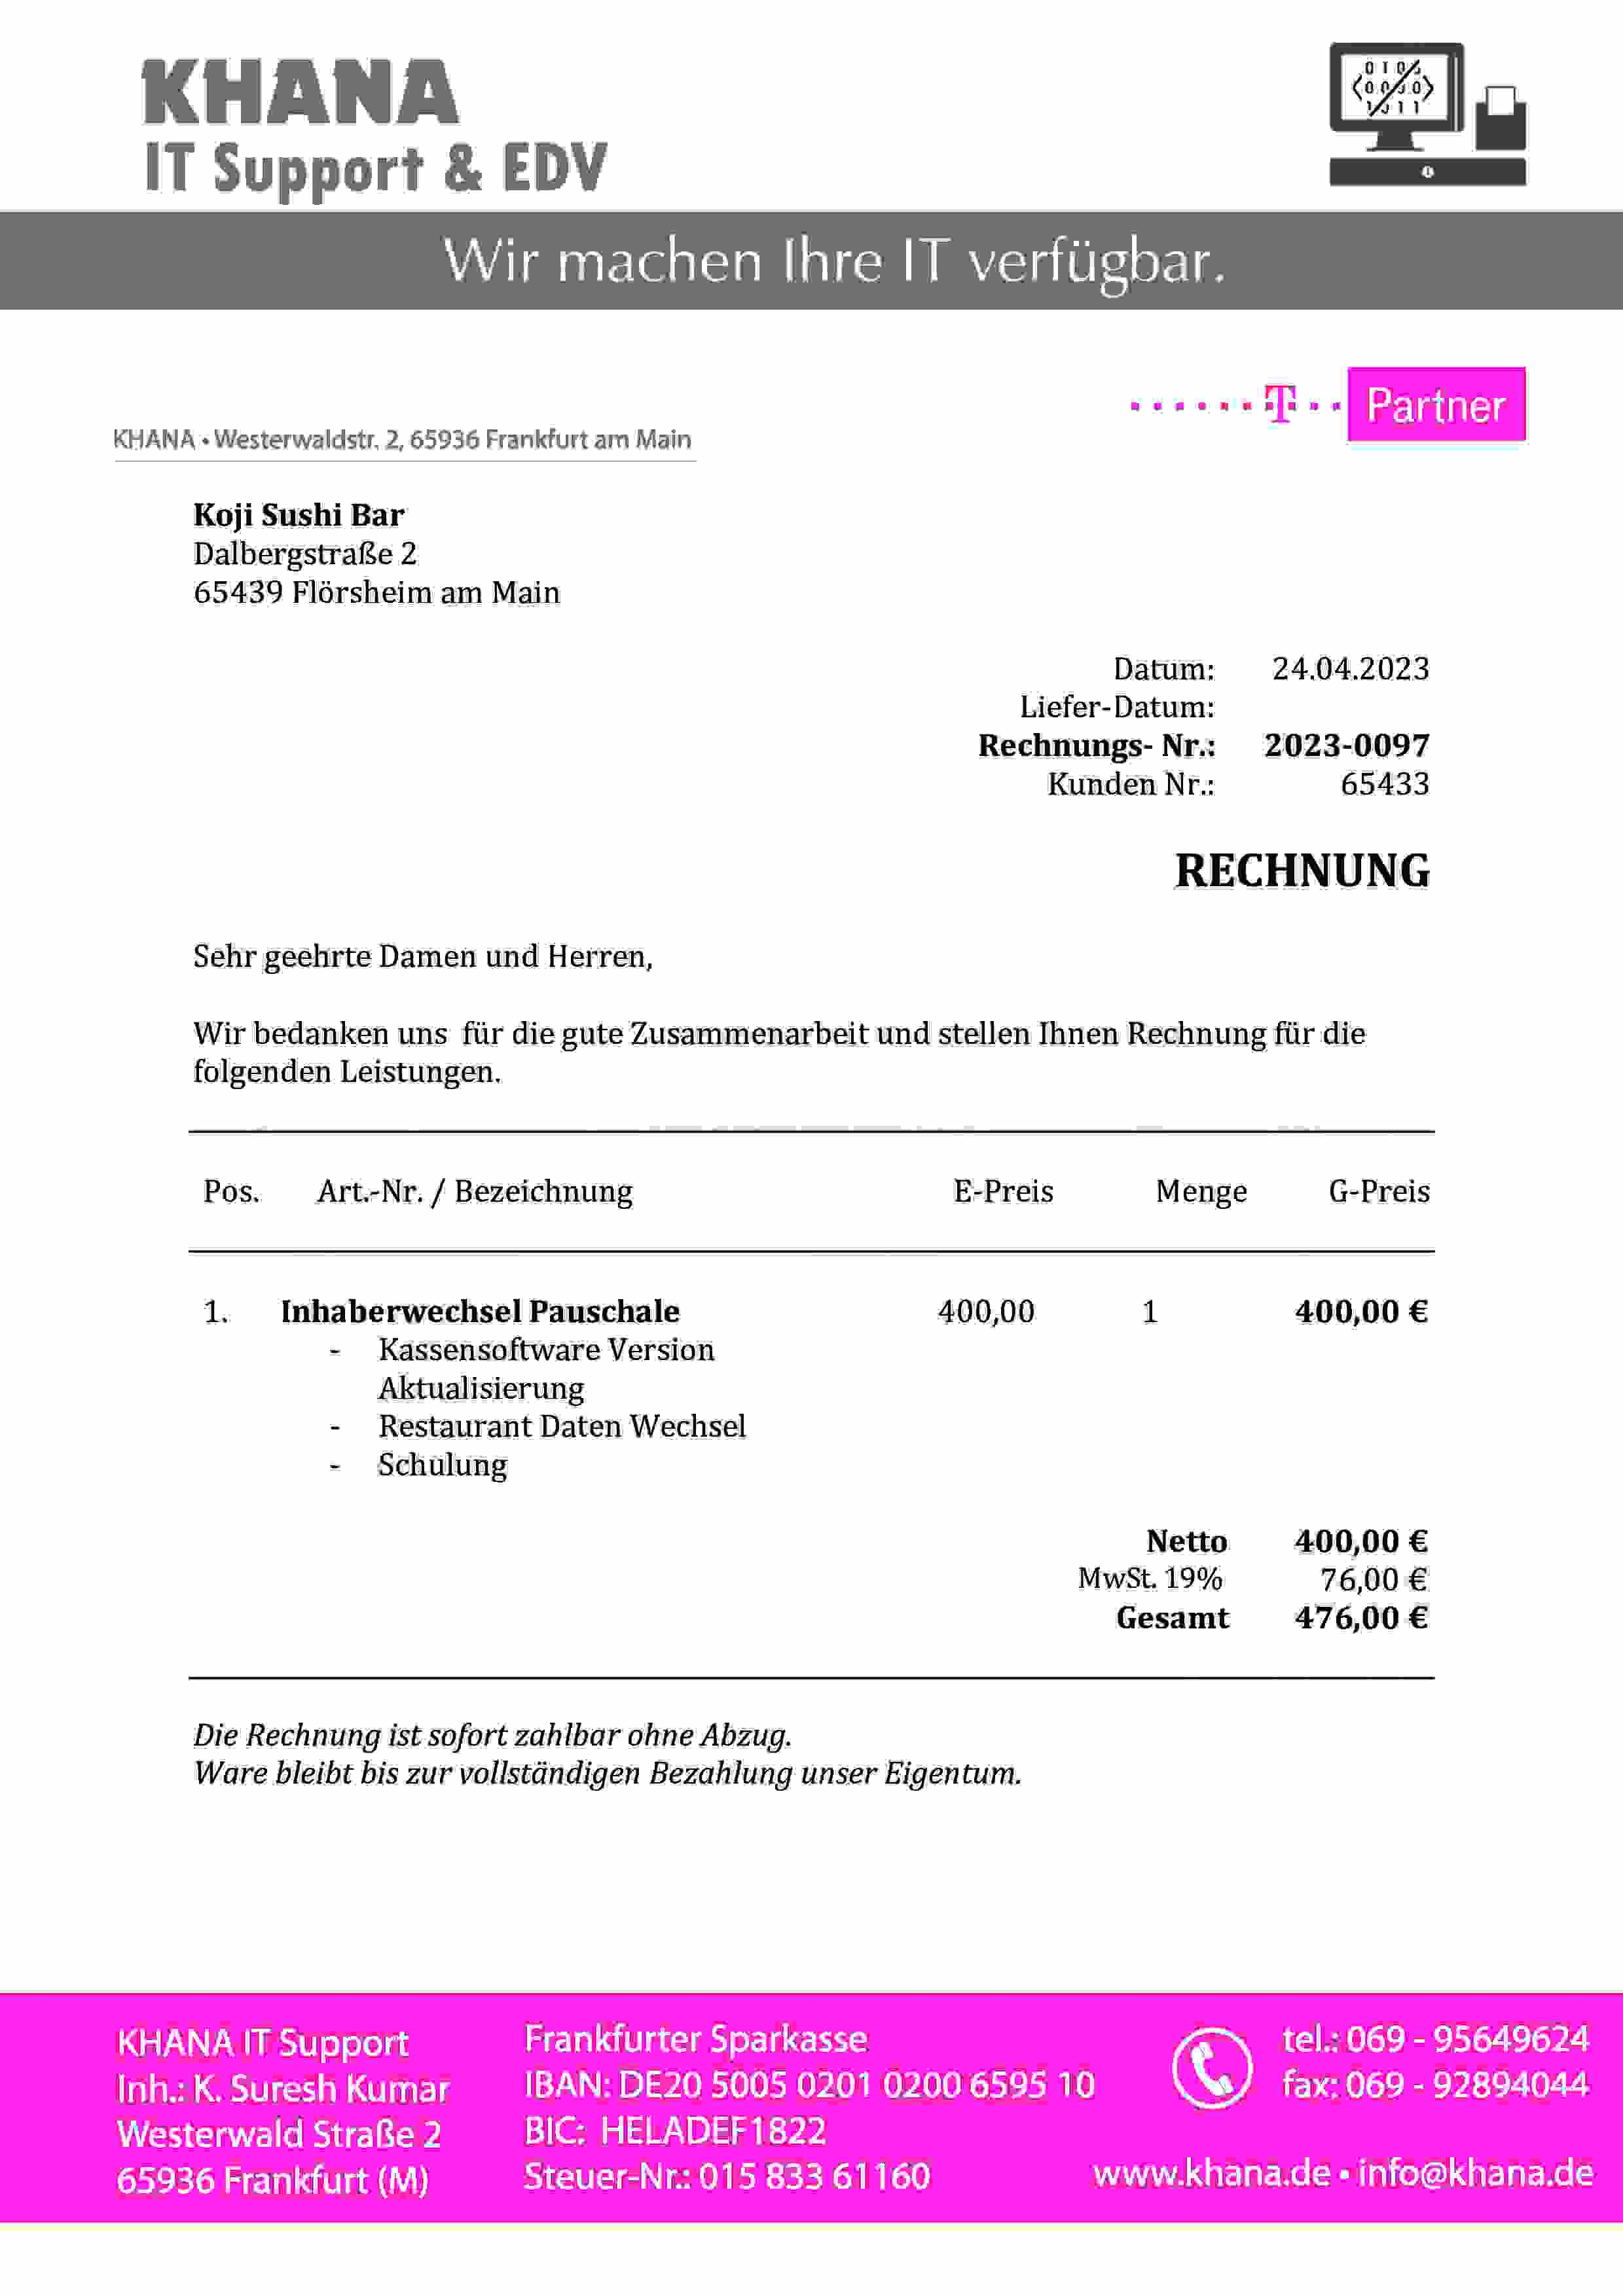 KHANA
IT Support & EDV
Wir machen Ihre IT verfügbar.
T Partner
KHANA • Westerwaldstr. 2, 65936 Frankfurt am Main
Koji Sushi Bar
Dalbergstraße 2
65439 Flörsheim am Main
Datum: 24.04.2023
Liefer-Datum:
Rechnungs- Nr.: 2023-0097
Kunden Nr.: 65433
RECHNUNG
Sehr geehrte Damen und Herren,
Wir bedanken uns für die gute Zusammenarbeit und stellen Ihnen Rechnung für die
folgenden Leistungen.
Pos. Art.-Nr. / Bezeichnung E-Preis Menge G-Preis
1. Inhaberwechsel Pauschale 400,00 1 400,00 €
- Kassensoftware Version
Aktualisierung
- Restaurant Daten Wechsel
- Schulung
Netto 400,00 €
MwSt. 19% 76,00 €
Gesamt 476,00 €
Die Rechnung ist sofort zahlbar ohne Abzug.
Ware bleibt bis zur vollständigen Bezahlung unser Eigentum.
KHANA IT Support
Inh.: K. Suresh Kumar
Westerwald Straße 2
65936 Frankfurt (M)
Frankfurter Sparkasse
IBAN: DE20 5005 0201 0200 6595 10
BIC: HELADEF1822
Steuer-Nr.: 015 833 61160
tel.: 069 - 95649624
fax: 069 - 92894044
www.khana.de • info@khana.de